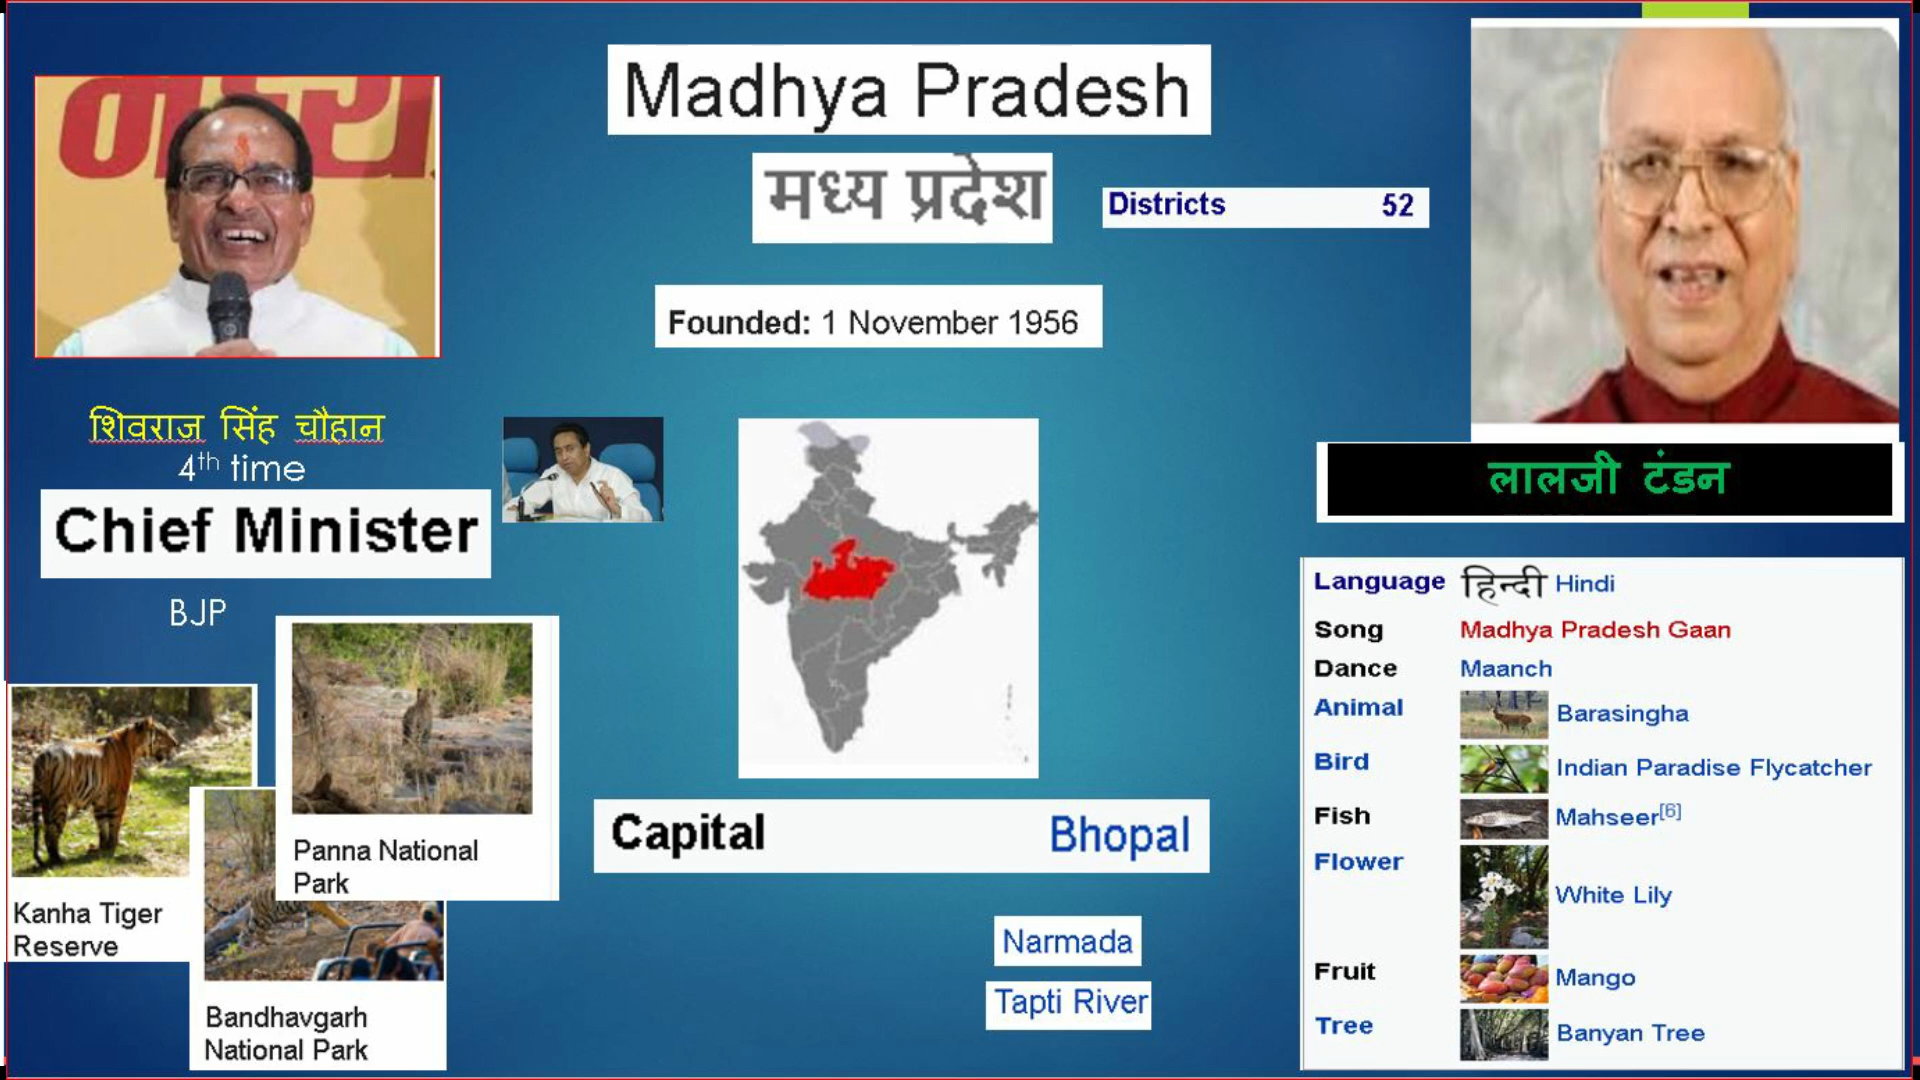 Madhya Pradesh
मध्य प्रदेश
Districts 52
Founded: 1 November 1956
शिवराज सिंह चौहान
4th time
Chief Minister
BJP
लालजी टंडन
Capital Bhopal
Narmada
Tapti River
Kanha Tiger
Reserve
Panna National
Park
Bandhavgarh
National Park
Language हिन्दी Hindi
Song Madhya Pradesh Gaan
Dance Maanch
Animal Barasingha
Bird Indian Paradise Flycatcher
Fish Mahseer[6]
Flower White Lily
Fruit Mango
Tree Banyan Tree